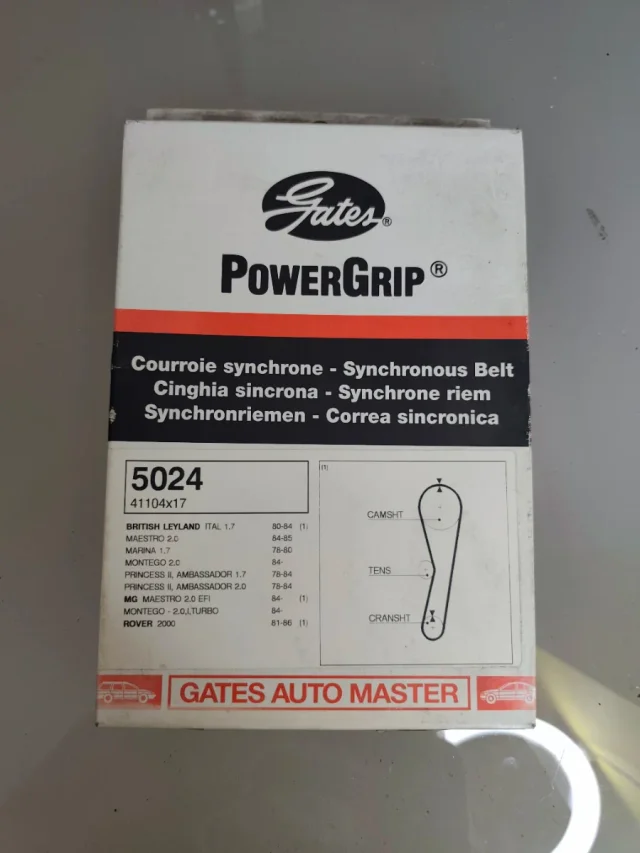 Gates®
POWERGRIP®
Courroie synchrone - Synchronous Belt
Cinghia sincrona - Synchrone riem
Synchronriemen - Correa sincronica
5024
41104x17
BRITISH LEYLAND ITAL 1.7 80-84 (1)
MAESTRO 2.0 84-85
MARINA 1.7 78-80
MONTEGO 2.0 84-
PRINCESS II, AMBASSADOR 1.7 78-84
PRINCESS II, AMBASSADOR 2.0 78-84
MG MAESTRO 2.0 EFI 84- (1)
MONTEGO - 2.0,I,TURBO 84-
ROVER 2000 81-86 (1)
(1)
CAMSHT
TENS
CRANSHT
GATES AUTO MASTER